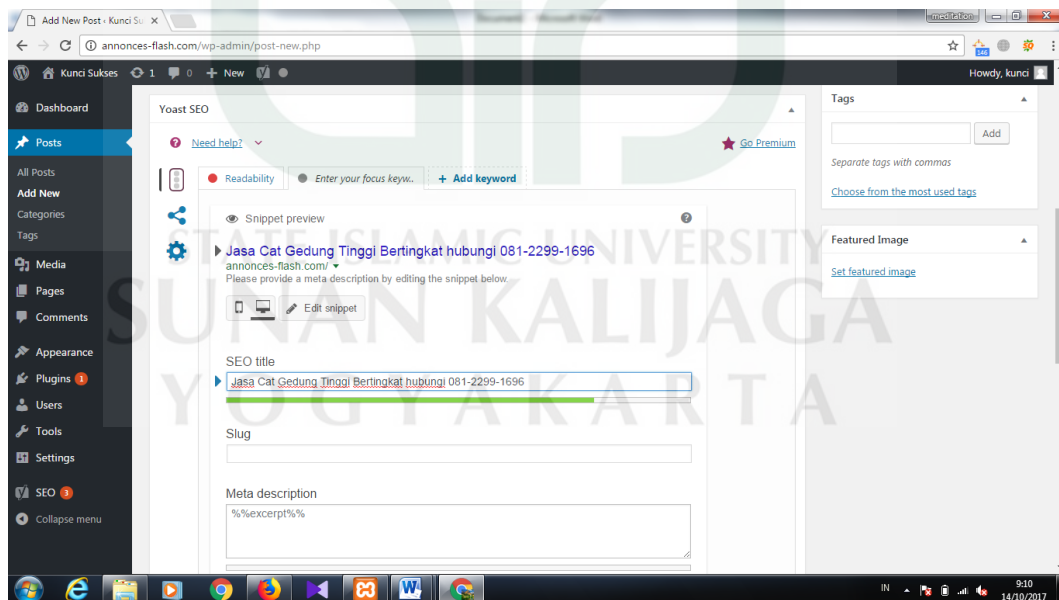 Add New Post ‹ Kunci Su
meditation
annonces-flash.com/wp-admin/post-new.php
146
Kunci Sukses 1 0 + New
Howdy, kunci
Dashboard
Posts
All Posts
Add New
Categories
Tags
Media
Pages
Comments
Appearance
Plugins 1
Users
Tools
Settings
SEO 3
Collapse menu
Yoast SEO
Need help?
Go Premium
Readability
Enter your focus keyw..
+ Add keyword
Snippet preview
Jasa Cat Gedung Tinggi Bertingkat hubungi 081-2299-1696
annonces-flash.com/
Please provide a meta description by editing the snippet below.
Edit snippet
SEO title
Jasa Cat Gedung Tinggi Bertingkat hubungi 081-2299-1696
Slug
Meta description
%%excerpt%%
Tags
Add
Separate tags with commas
Choose from the most used tags
Featured Image
Set featured image
STATE ISLAMIC UNIVERSITY
SUNAN KALIJAGA
YOGYAKARTA
IN
9:10
14/10/2017